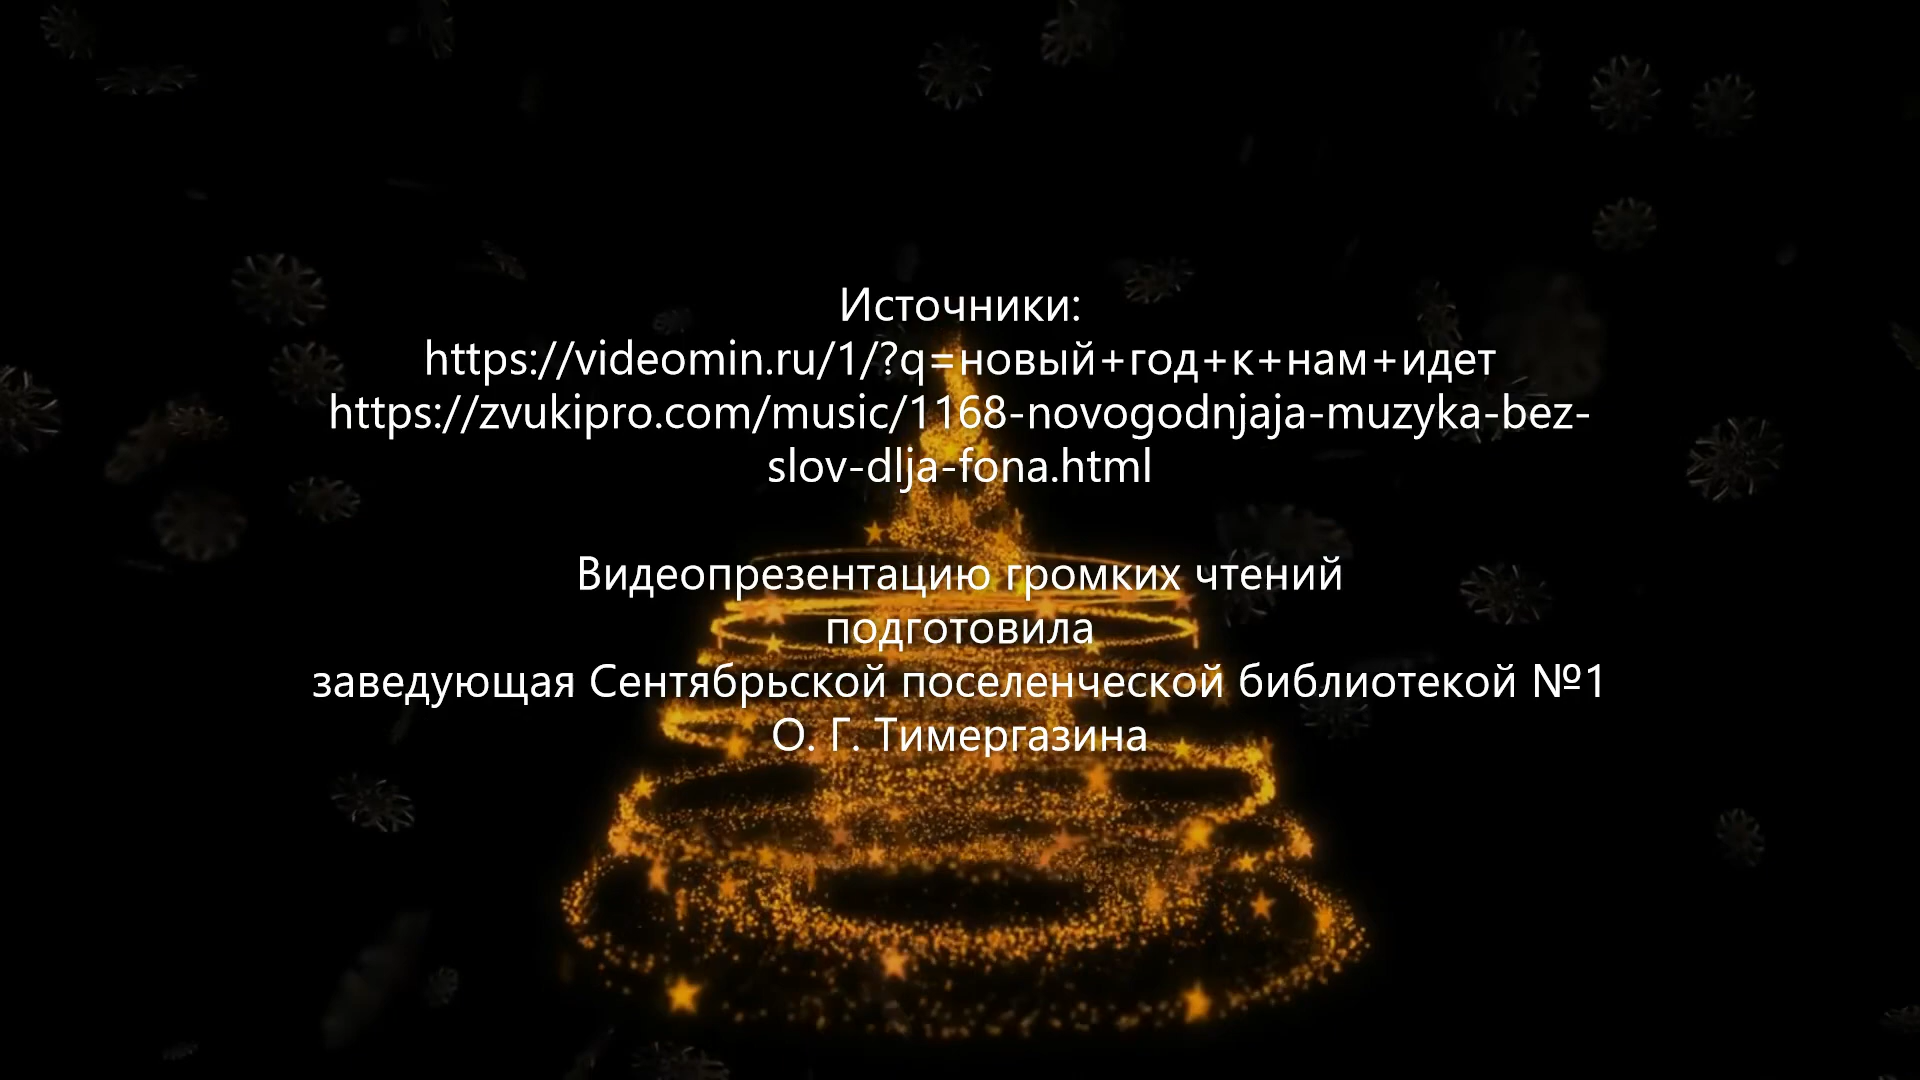 Источники:
https://videomin.ru/1/?q=новый+год+к+нам+идет
https://zvukipro.com/music/1168-novogodnjaja-muzyka-bez-
slov-dlja-fona.html
Видеопрезентацию громких чтений
подготовила
заведующая Сентябрьской поселенческой библиотекой №1
О. Г. Тимергазина